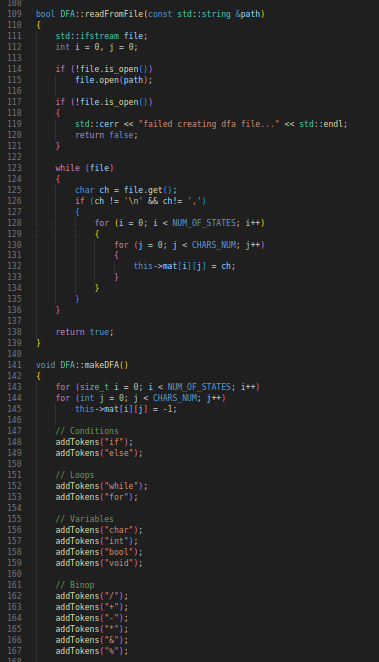 108
109 bool DFA::readFromFile(const std::string &path)
110 {
111     std::ifstream file;
112     int i = 0, j = 0;
113
114     if (!file.is_open())
115         file.open(path);
116
117     if (!file.is_open())
118     {
119         std::cerr << "failed creating dfa file..." << std::endl;
120         return false;
121     }
122
123     while (file)
124     {
125         char ch = file.get();
126         if (ch != '\n' && ch!= ',')
127         {
128             for (i = 0; i < NUM_OF_STATES; i++)
129             {
130                 for (j = 0; j < CHARS_NUM; j++)
131                 {
132                     this->mat[i][j] = ch;
133                 }
134             }
135         }
136     }
137
138     return true;
139 }
140
141 void DFA::makeDFA()
142 {
143     for (size_t i = 0; i < NUM_OF_STATES; i++)
144     for (int j = 0; j < CHARS_NUM; j++)
145         this->mat[i][j] = -1;
146
147     // Conditions
148     addTokens("if");
149     addTokens("else");
150
151     // Loops
152     addTokens("while");
153     addTokens("for");
154
155     // Variables
156     addTokens("char");
157     addTokens("int");
158     addTokens("bool");
159     addTokens("void");
160
161     // Binop
162     addTokens("/");
163     addTokens("+");
164     addTokens("-");
165     addTokens("*");
166     addTokens("&");
167     addTokens("%");
168